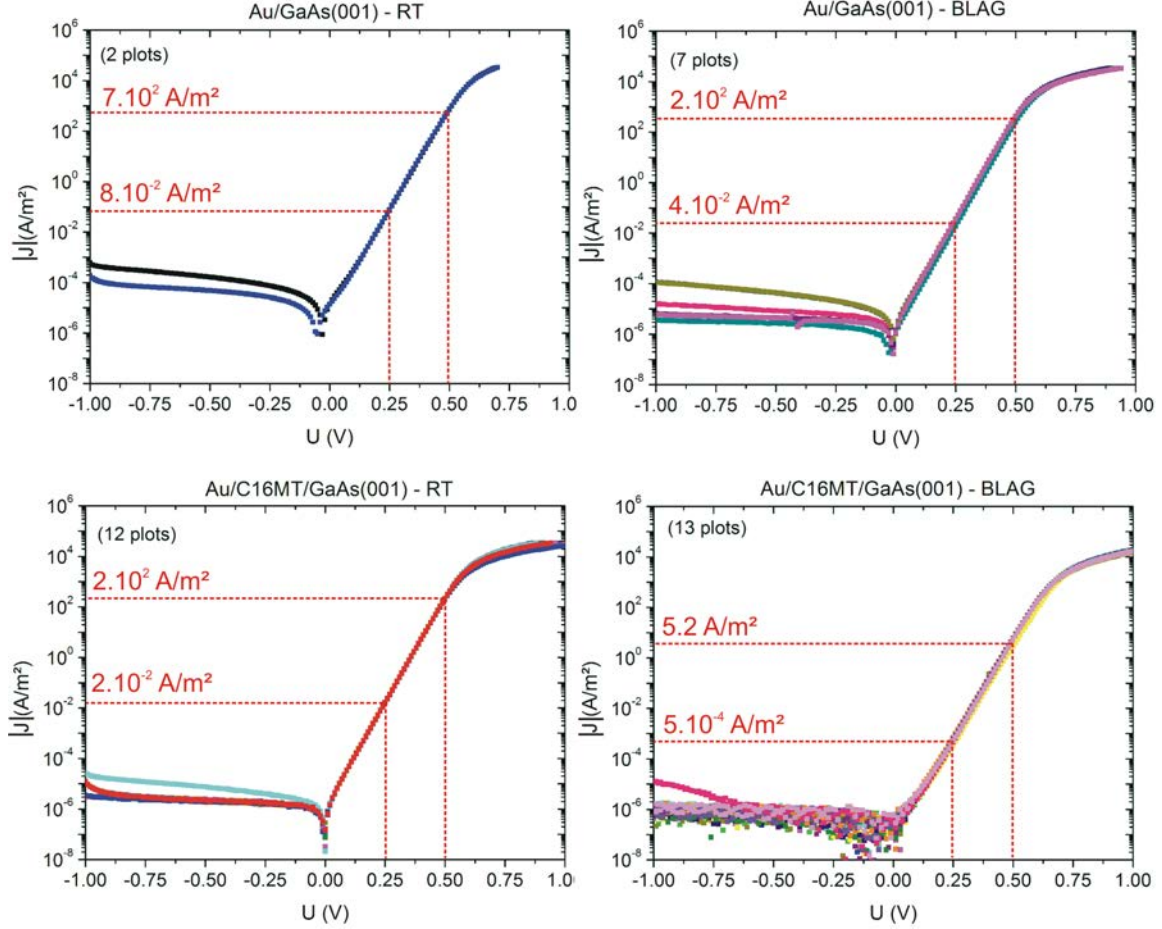 Au/GaAs(001) - RT
(2 plots)
7.10² A/m²
8.10⁻² A/m²
10⁶
10⁴
10²
10⁰
10⁻²
10⁻⁴
10⁻⁶
10⁻⁸
|J|(A/m²)
-1.00 -0.75 -0.50 -0.25 0.00 0.25 0.50 0.75 1.00
U (V)
Au/GaAs(001) - BLAG
(7 plots)
2.10² A/m²
4.10⁻² A/m²
10⁶
10⁴
10²
10⁰
10⁻²
10⁻⁴
10⁻⁶
10⁻⁸
|J|(A/m²)
-1.00 -0.75 -0.50 -0.25 0.00 0.25 0.50 0.75 1.00
U (V)
Au/C16MT/GaAs(001) - RT
(12 plots)
2.10² A/m²
2.10⁻² A/m²
10⁶
10⁴
10²
10⁰
10⁻²
10⁻⁴
10⁻⁶
10⁻⁸
|J|(A/m²)
-1.00 -0.75 -0.50 -0.25 0.00 0.25 0.50 0.75 1.00
U (V)
Au/C16MT/GaAs(001) - BLAG
(13 plots)
5.2 A/m²
5.10⁻⁴ A/m²
10⁶
10⁴
10²
10⁰
10⁻²
10⁻⁴
10⁻⁶
10⁻⁸
|J|(A/m²)
-1.00 -0.75 -0.50 -0.25 0.00 0.25 0.50 0.75 1.00
U (V)